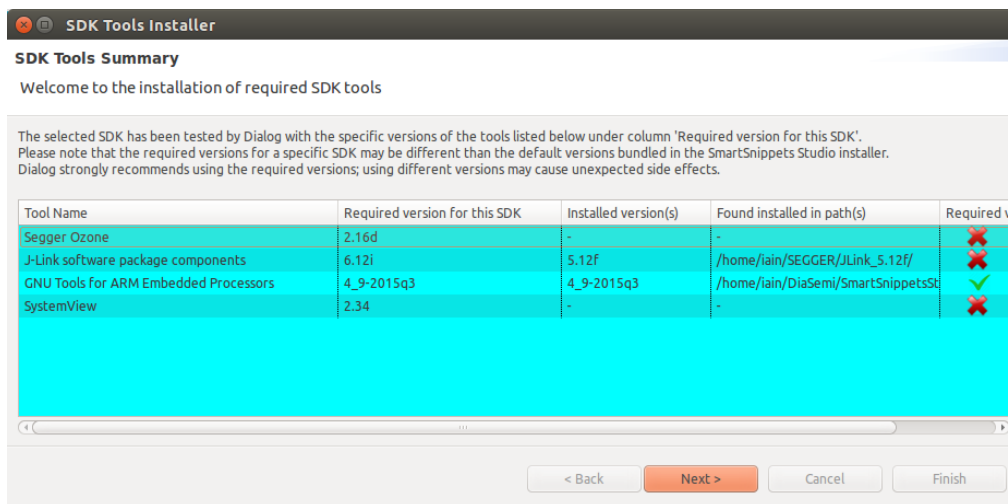 SDK Tools Installer
SDK Tools Summary
Welcome to the installation of required SDK tools
The selected SDK has been tested by Dialog with the specific versions of the tools listed below under column 'Required version for this SDK'.
Please note that the required versions for a specific SDK may be different than the default versions bundled in the SmartSnippets Studio installer.
Dialog strongly recommends using the required versions; using different versions may cause unexpected side effects.
Tool Name Required version for this SDK Installed version(s) Found installed in path(s) Required v
Segger Ozone 2.16d - -
J-Link software package components 6.12i 5.12f /home/iain/SEGGER/JLink_5.12f/
GNU Tools for ARM Embedded Processors 4_9-2015q3 4_9-2015q3 /home/iain/DiaSemi/SmartSnippetsSt
SystemView 2.34 - -
< Back Next > Cancel Finish